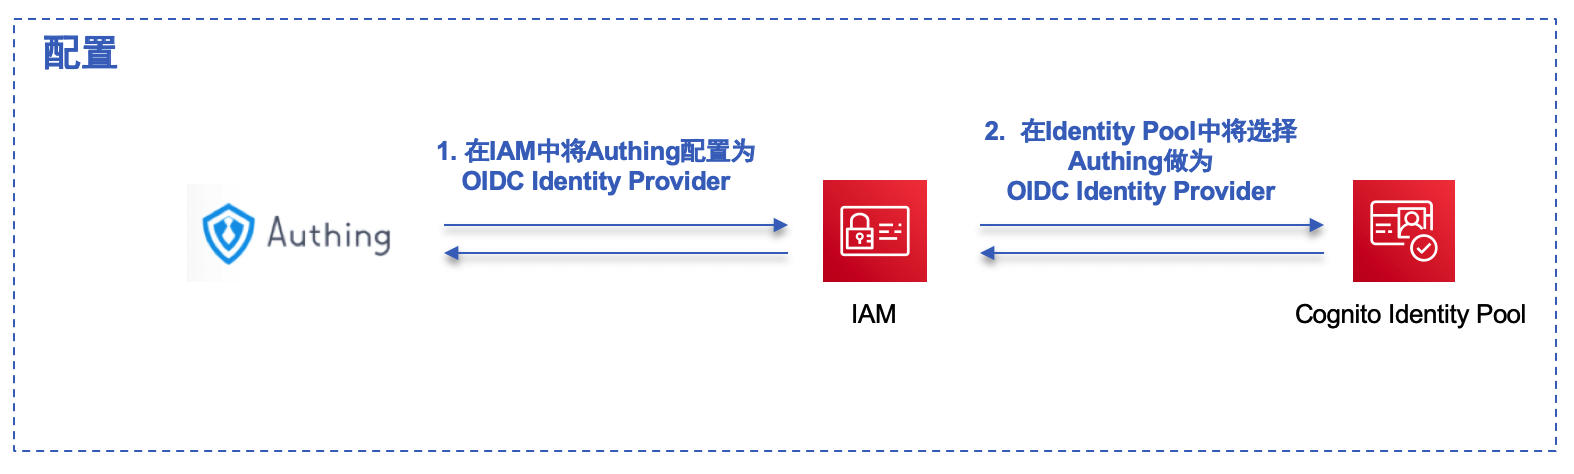 配置
1. 在IAM中将Authing配置为
OIDC Identity Provider
2. 在Identity Pool中将选择
Authing做为
OIDC Identity Provider
Authing
IAM
Cognito Identity Pool